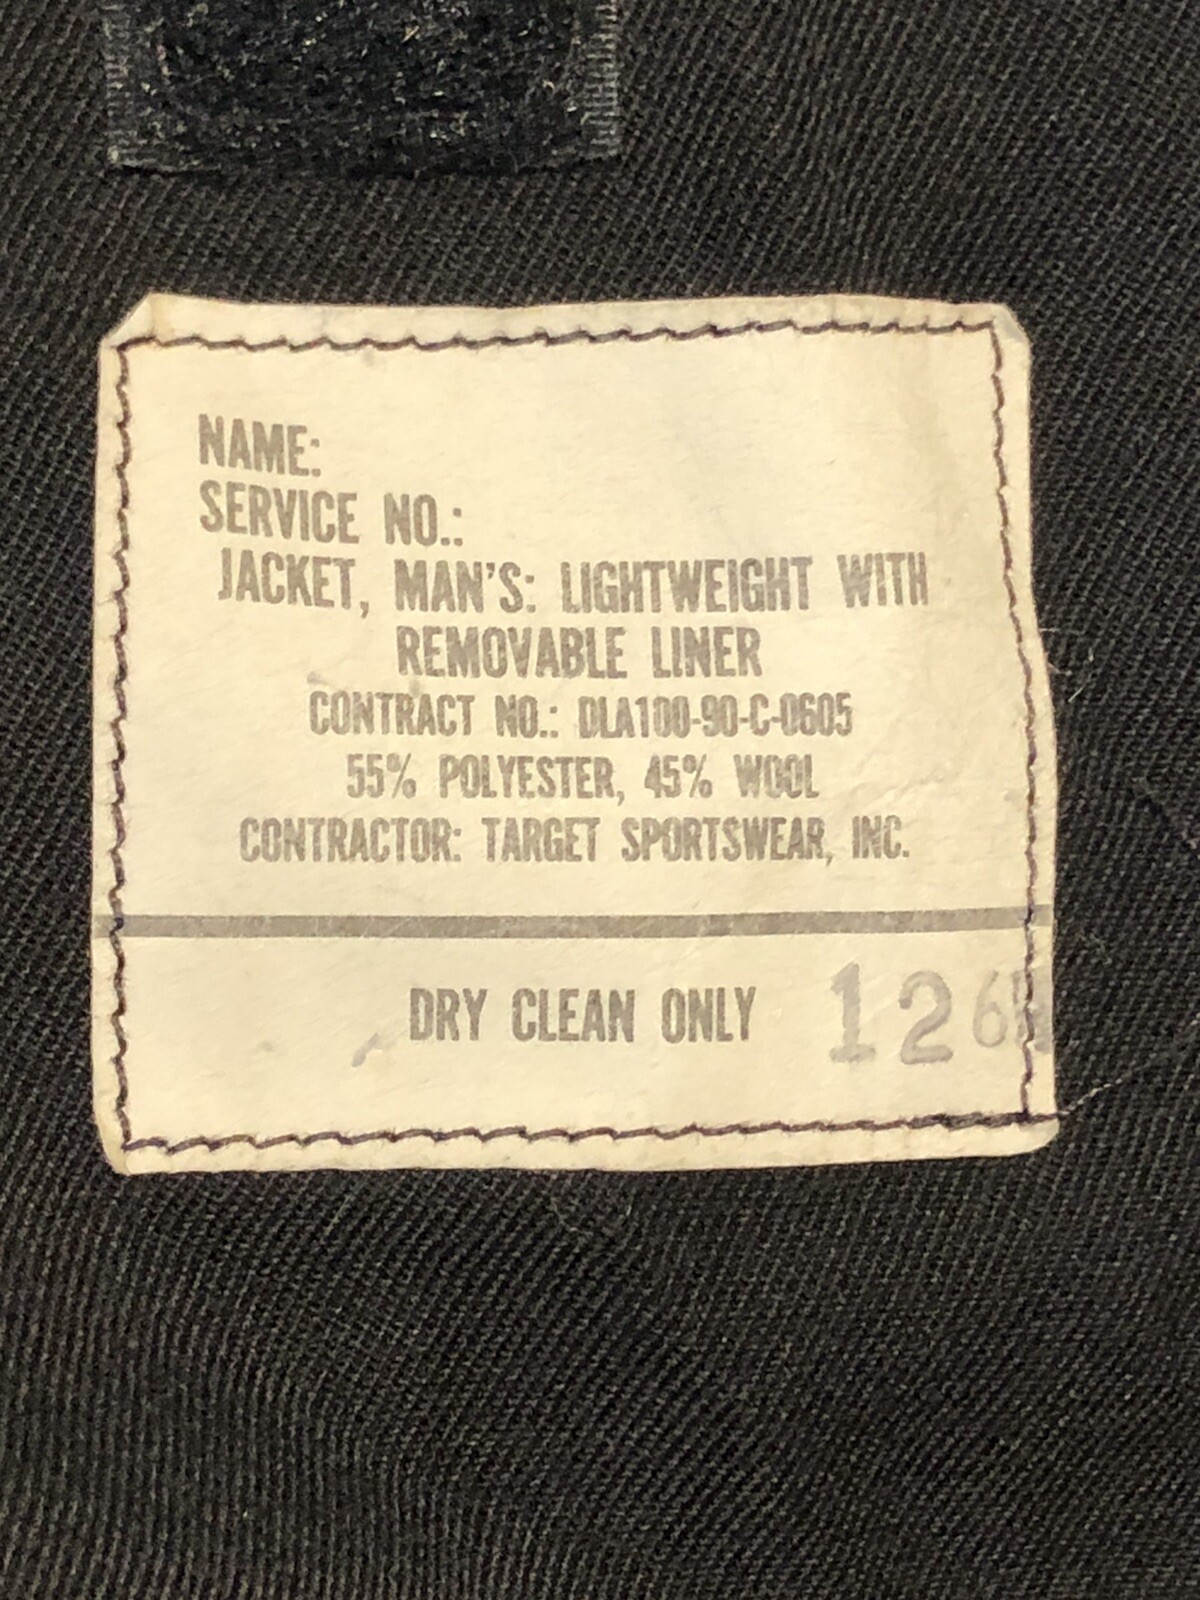 NAME:
SERVICE NO.:
JACKET, MAN'S: LIGHTWEIGHT WITH
REMOVABLE LINER
CONTRACT NO.: DLA100-90-C-0605
55% POLYESTER, 45% WOOL
CONTRACTOR: TARGET SPORTSWEAR, INC.
DRY CLEAN ONLY 12